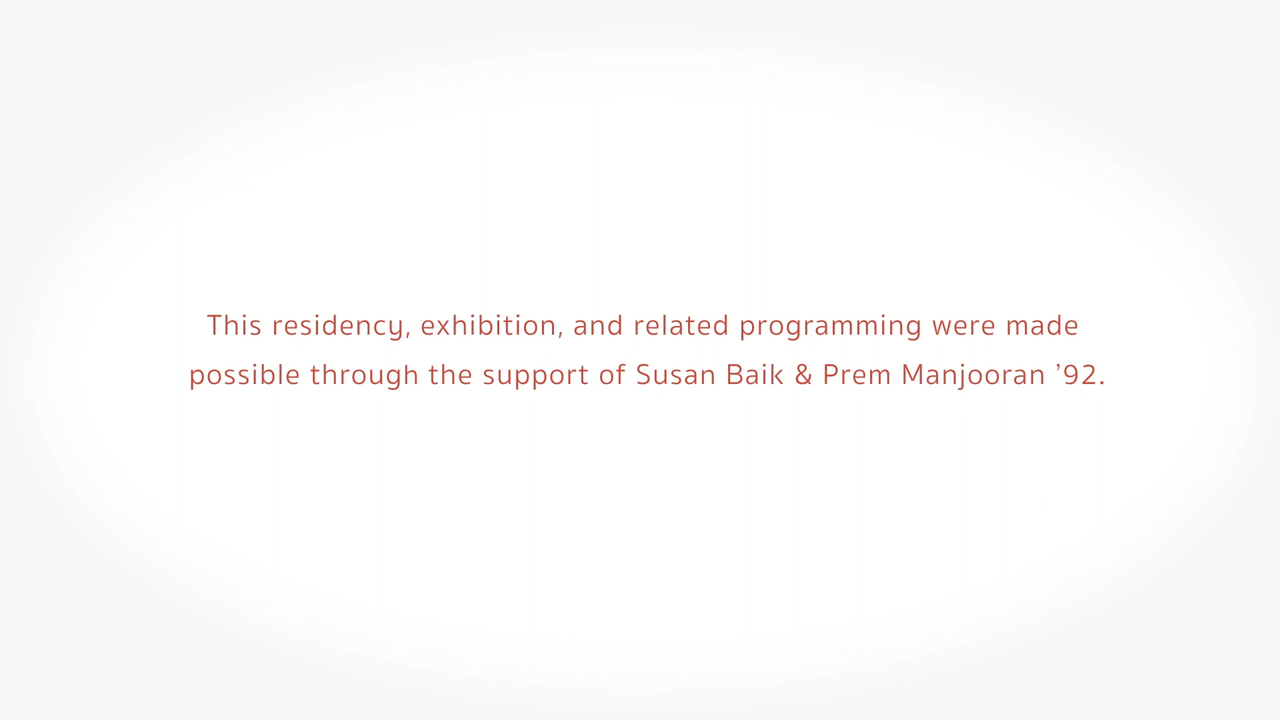 This residency, exhibition, and related programming were made
possible through the support of Susan Baik & Prem Manjooran ’92.